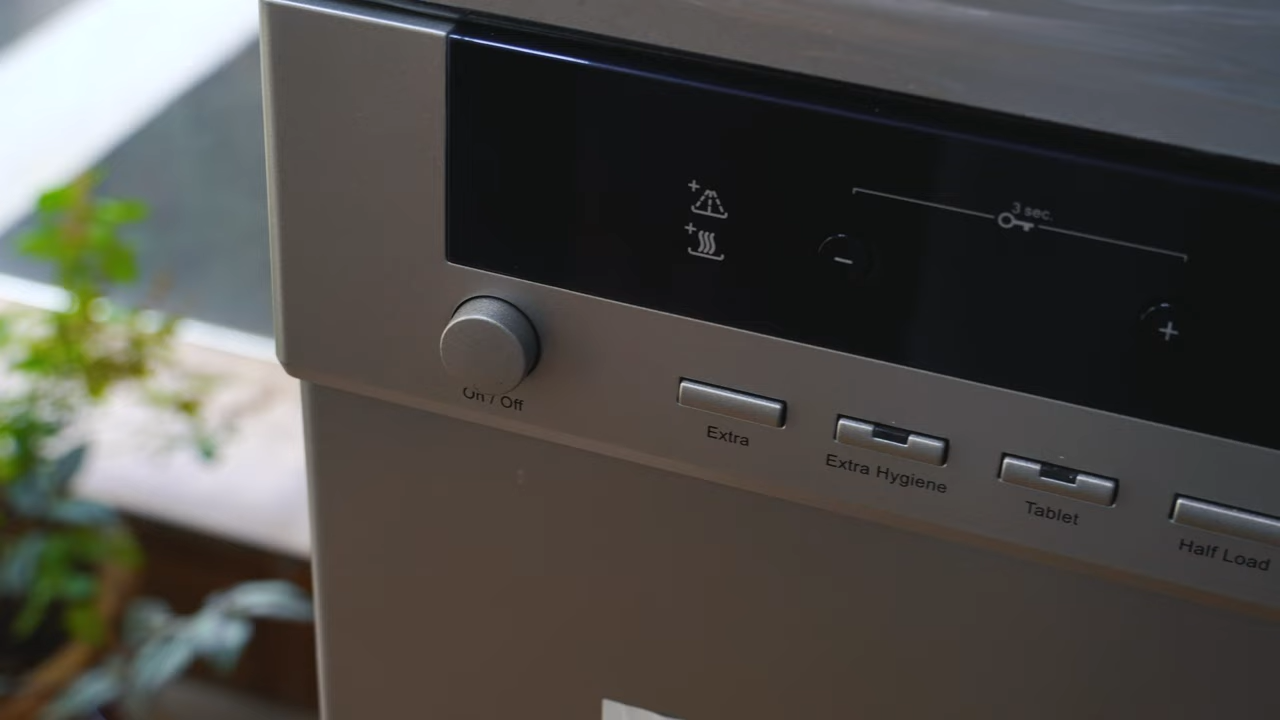 3 sec.
On / Off
Extra
Extra Hygiene
Tablet
Half Load